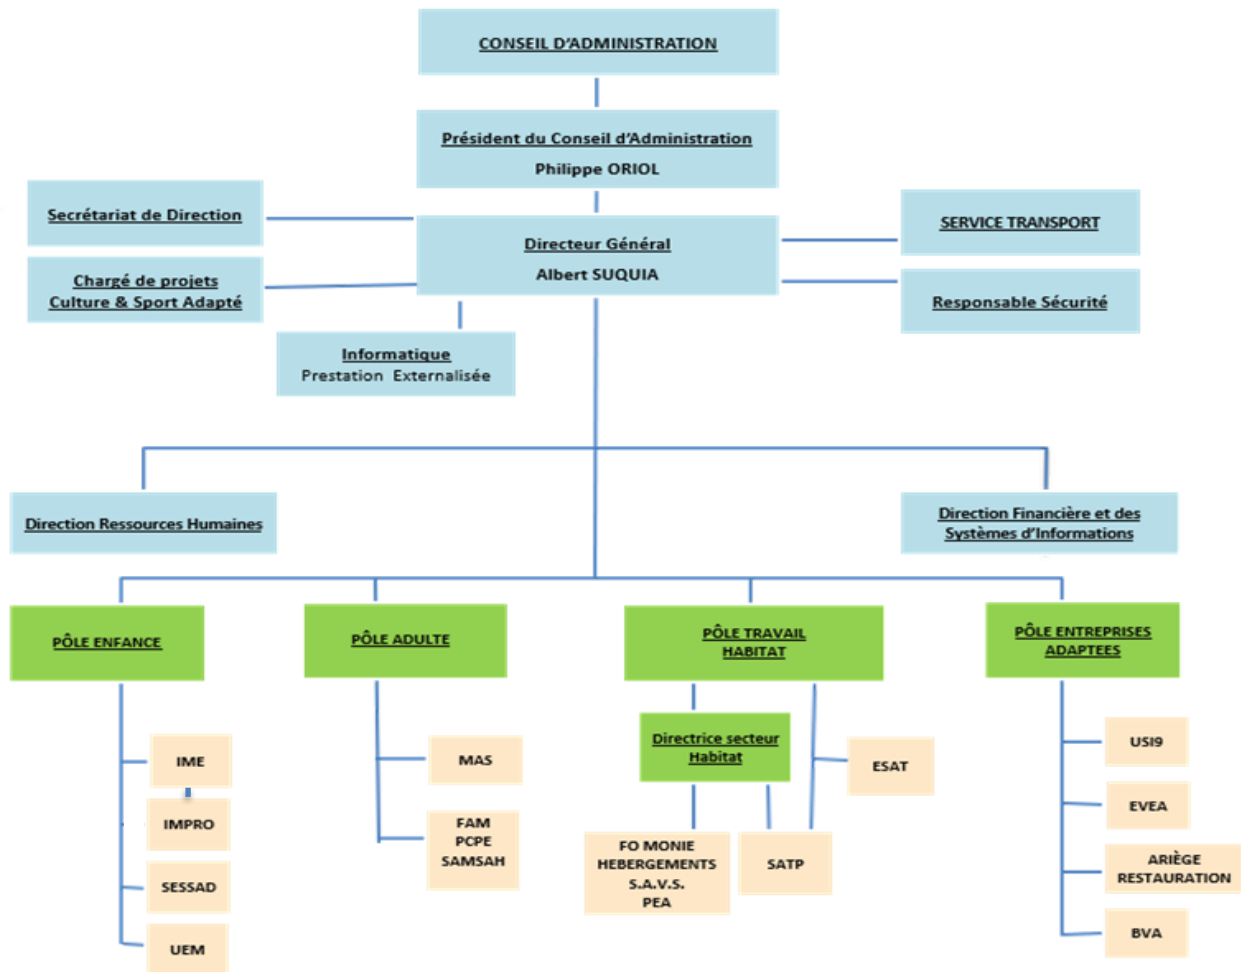 CONSEIL D'ADMINISTRATION
Président du Conseil d'Administration
Philippe ORIOL
Secrétariat de Direction
SERVICE TRANSPORT
Directeur Général
Albert SUQUIA
Chargé de projets
Culture & Sport Adapté
Responsable Sécurité
Informatique
Prestation Externalisée
Direction Ressources Humaines
Direction Financière et des
Systèmes d'Informations
PÔLE ENFANCE
PÔLE ADULTE
PÔLE TRAVAIL
HABITAT
PÔLE ENTREPRISES
ADAPTEES
IME
IMPRO
SESSAD
UEM
MAS
FAM
PCPE
SAMSAH
Directrice secteur
Habitat
ESAT
FO MONIE
HEBERGEMENTS
S.A.V.S.
PEA
SATP
USI9
EVEA
ARIÈGE
RESTAURATION
BVA